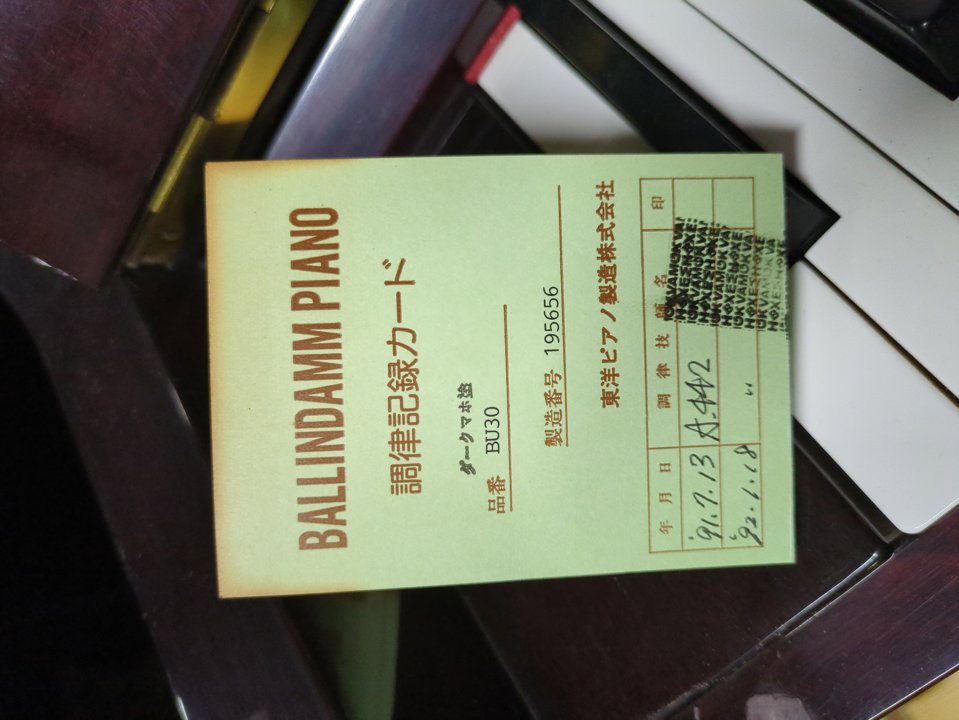 BALLINDAMM PIANO
調律記録カード
ダークマホ塗
品番 BU30
製造番号 195656
東洋ピアノ製造株式会社
年 月 日 調 律 技 師 名 印
'91.7.13 A.442
'92.1.18 〃